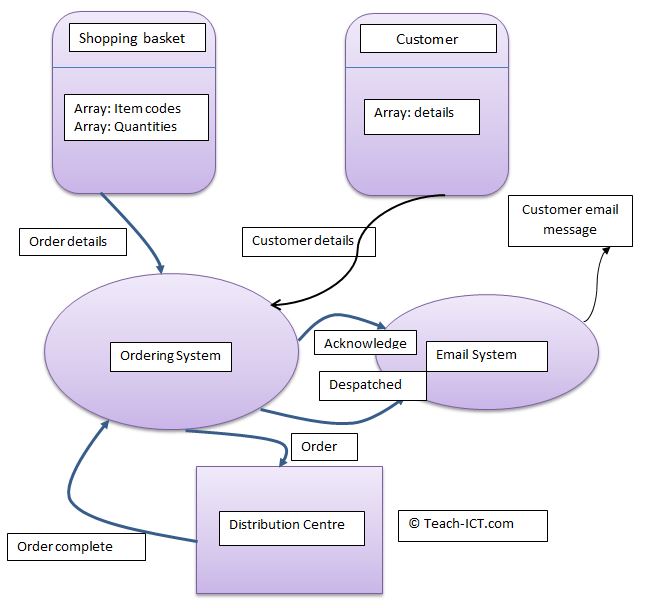 Shopping basket
Customer
Array: Item codes
Array: Quantities
Array: details
Customer email
message
Order details
Customer details
Ordering System
Acknowledge
Email System
Despatched
Order
Distribution Centre
© Teach-ICT.com
Order complete